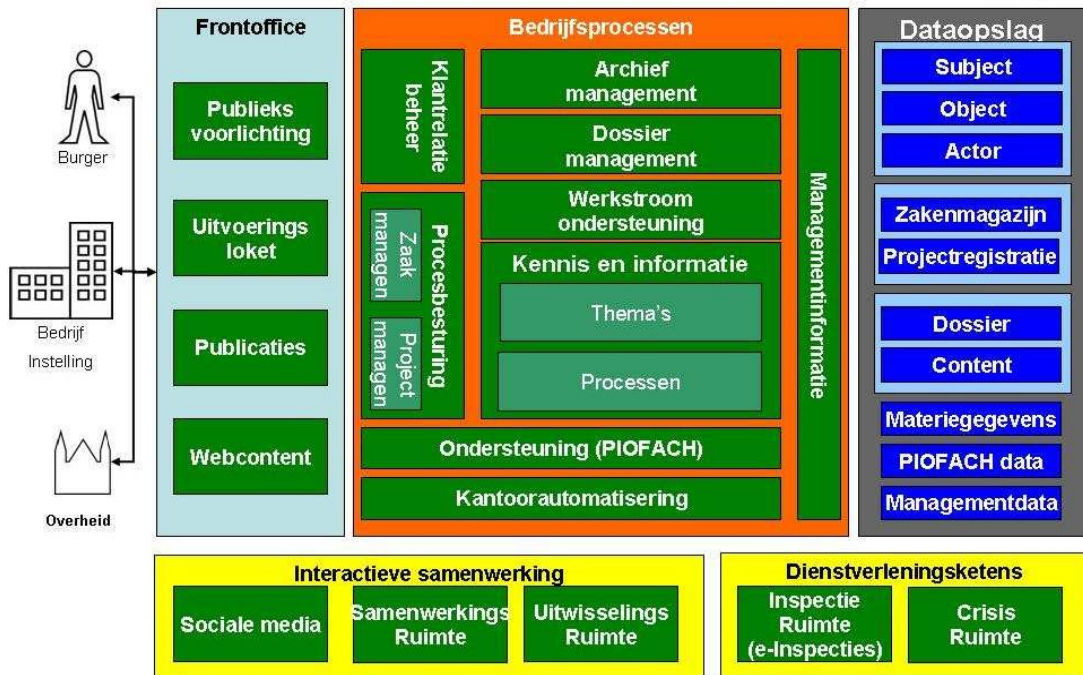 Burger
Bedrijf
Instelling
Overheid
Frontoffice
Publieks
voorlichting
Uitvoerings
loket
Publicaties
Webcontent
Bedrijfsprocessen
Klantrelatie
beheer
Procesbesturing
Zaak
managen
Project
managen
Archief
management
Dossier
management
Werkstroom
ondersteuning
Kennis en informatie
Thema's
Processen
Managementinformatie
Ondersteuning (PIOFACH)
Kantoorautomatisering
Dataopslag
Subject
Object
Actor
Zakenmagazijn
Projectregistratie
Dossier
Content
Materiegegevens
PIOFACH data
Managementdata
Interactieve samenwerking
Sociale media
Samenwerkings
Ruimte
Uitwisselings
Ruimte
Dienstverleningsketens
Inspectie
Ruimte
(e-Inspecties)
Crisis
Ruimte